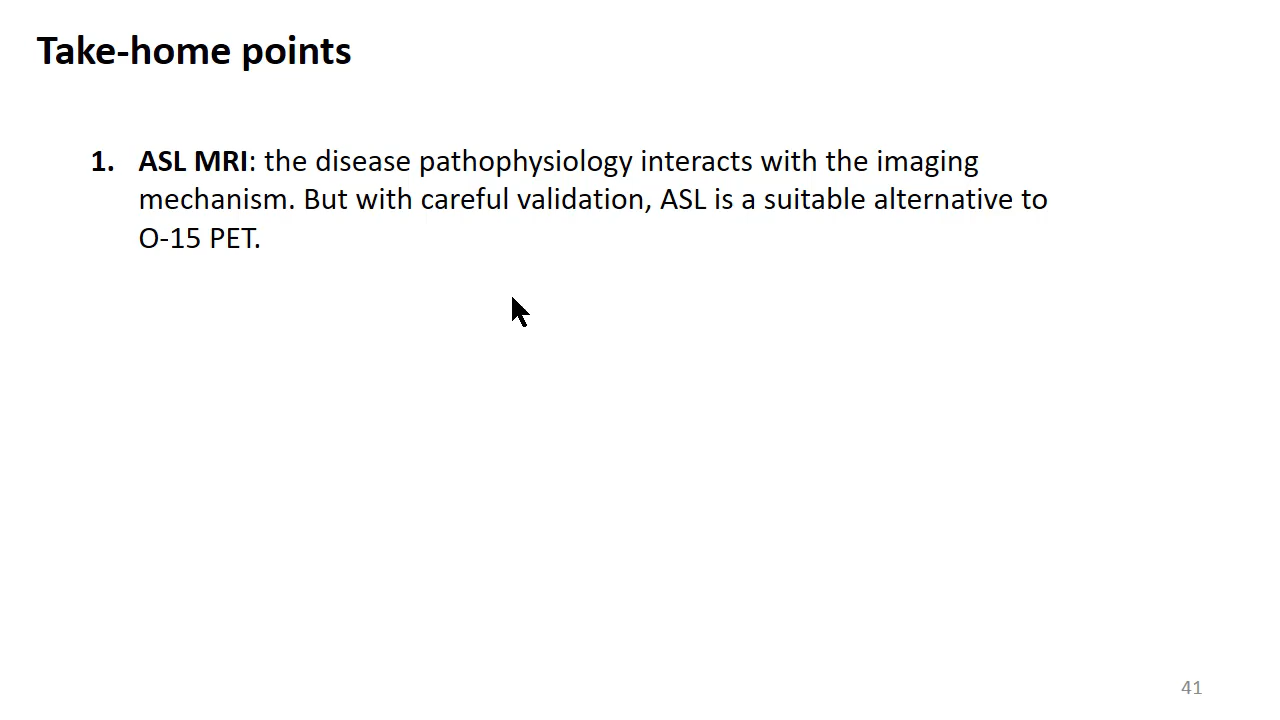 Take-home points
1. ASL MRI: the disease pathophysiology interacts with the imaging
mechanism. But with careful validation, ASL is a suitable alternative to
O-15 PET.
41